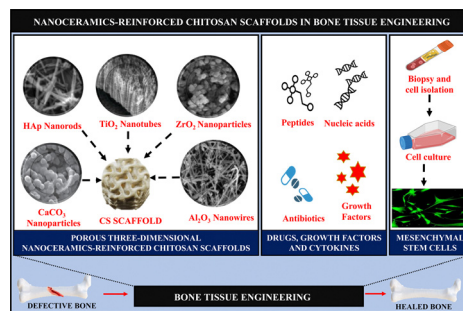 NANOCERAMICS-REINFORCED CHITOSAN SCAFFOLDS IN BONE TISSUE ENGINEERING
HAp Nanorods
TiO₂ Nanotubes
ZrO₂ Nanoparticles
CaCO₃
Nanoparticles
CS SCAFFOLD
Al₂O₃ Nanowires
POROUS THREE-DIMENSIONAL
NANOCERAMICS-REINFORCED CHITOSAN SCAFFOLDS
Peptides
Nucleic acids
Antibiotics
Growth
Factors
DRUGS, GROWTH FACTORS
AND CYTOKINES
Biopsy and
cell isolation
Cell culture
MESENCHYMAL
STEM CELLS
DEFECTIVE BONE
BONE TISSUE ENGINEERING
HEALED BONE